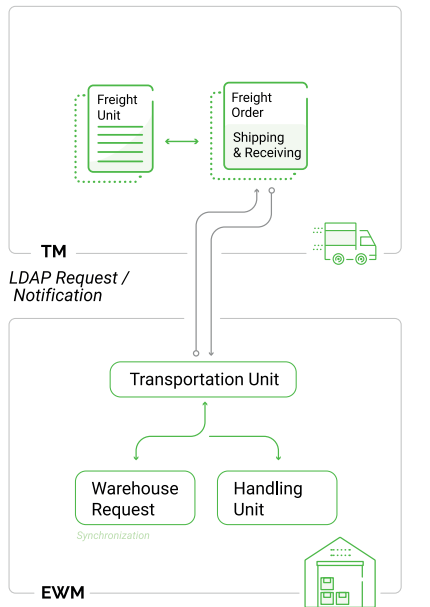 Freight
Unit
Freight
Order
Shipping
& Receiving
TM
LDAP Request /
Notification
Transportation Unit
Warehouse
Request
Handling
Unit
Synchronization
EWM